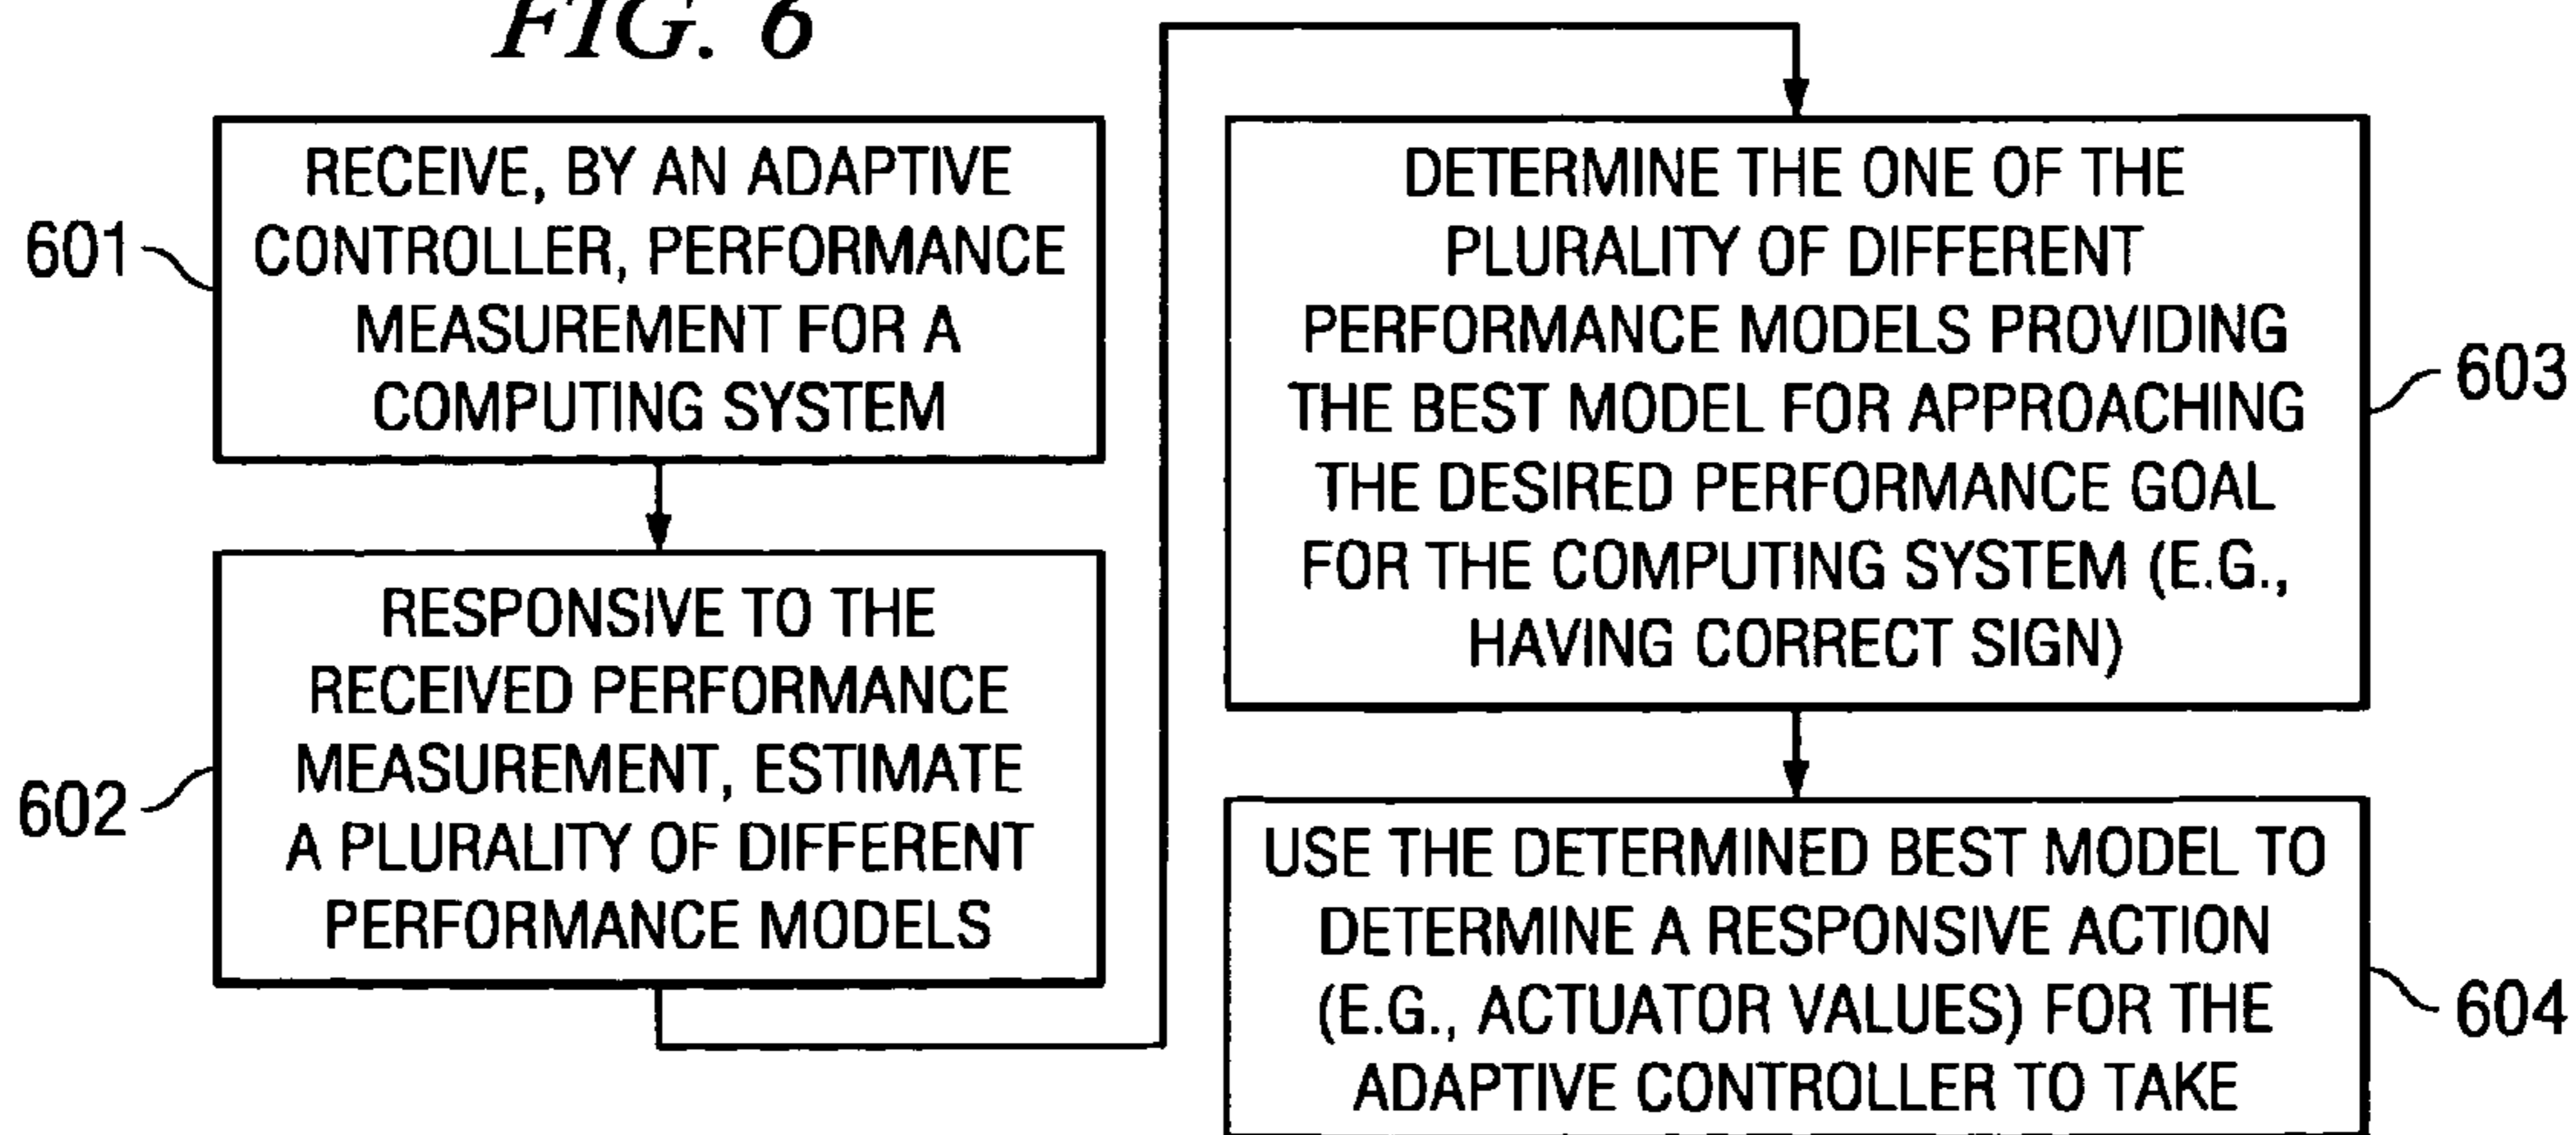 FIG. 6
601
RECEIVE, BY AN ADAPTIVE
CONTROLLER, PERFORMANCE
MEASUREMENT FOR A
COMPUTING SYSTEM
602
RESPONSIVE TO THE
RECEIVED PERFORMANCE
MEASUREMENT, ESTIMATE
A PLURALITY OF DIFFERENT
PERFORMANCE MODELS
DETERMINE THE ONE OF THE
PLURALITY OF DIFFERENT
PERFORMANCE MODELS PROVIDING
THE BEST MODEL FOR APPROACHING
THE DESIRED PERFORMANCE GOAL
FOR THE COMPUTING SYSTEM (E.G.,
HAVING CORRECT SIGN)
603
USE THE DETERMINED BEST MODEL TO
DETERMINE A RESPONSIVE ACTION
(E.G., ACTUATOR VALUES) FOR THE
ADAPTIVE CONTROLLER TO TAKE
604